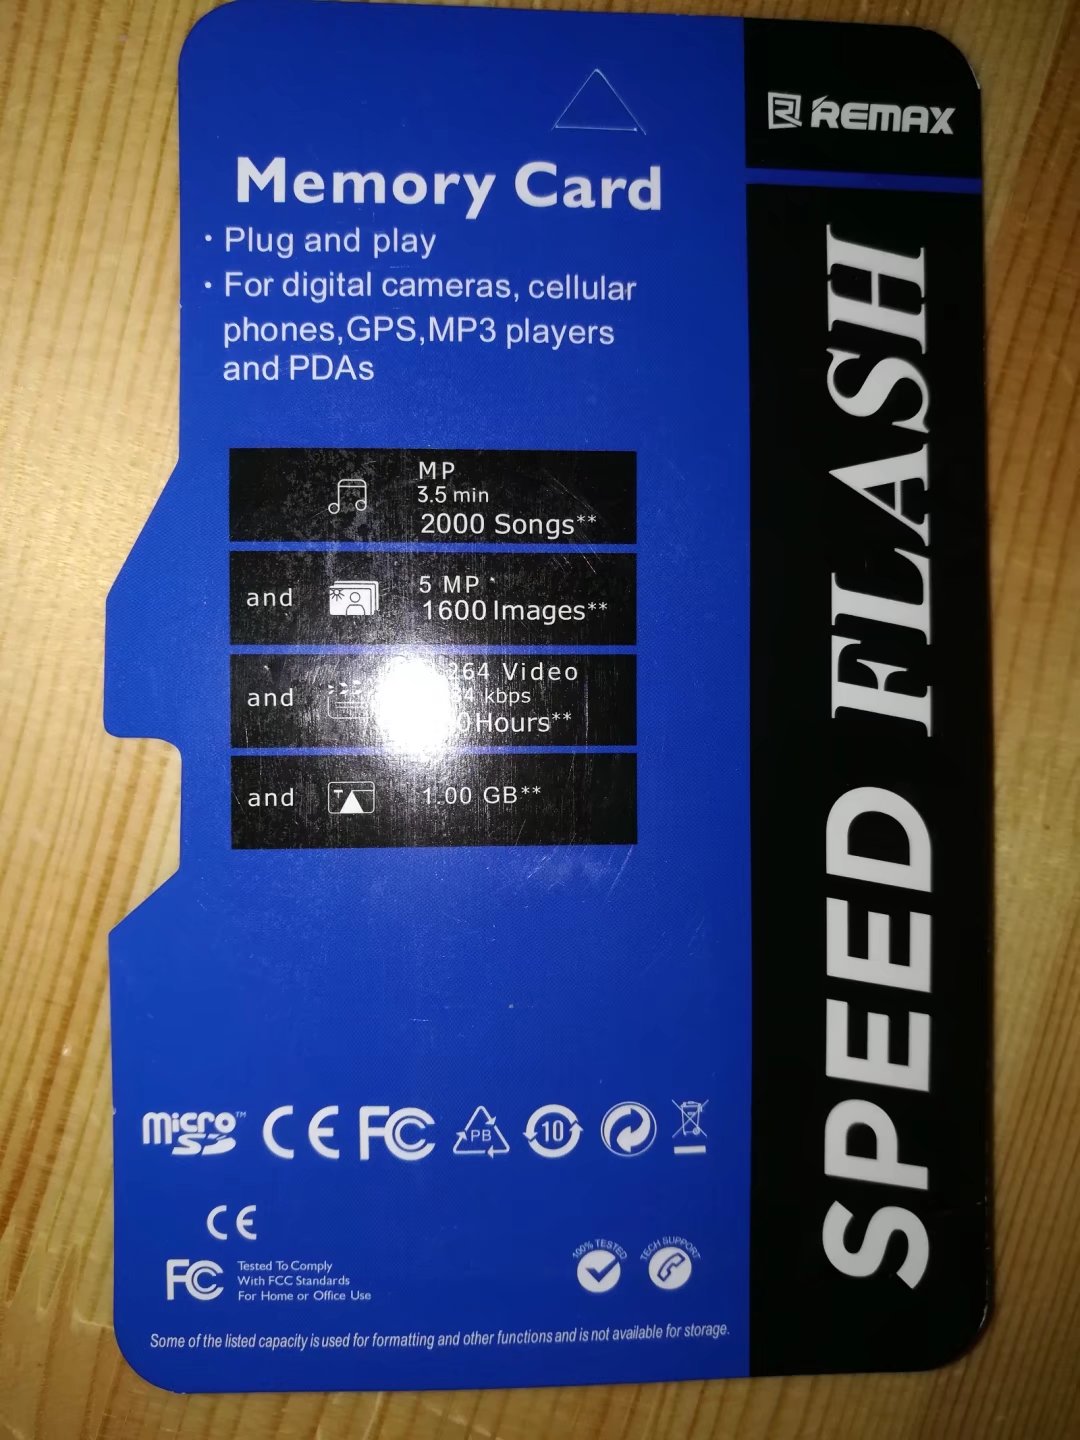 REMAX
Memory Card
· Plug and play
· For digital cameras, cellular
phones,GPS,MP3 players
and PDAs
MP
3.5 min
2000 Songs**
and
5 MP *
1600 Images**
and
264 Video
kbps
Hours**
and
1.00 GB**
SPEED FLASH
micro SD™ CE FC PB 10
CE
FC
Tested To Comply
With FCC Standards
For Home or Office Use
100% TESTED
TECH SUPPORT
Some of the listed capacity is used for formatting and other functions and is not available for storage.